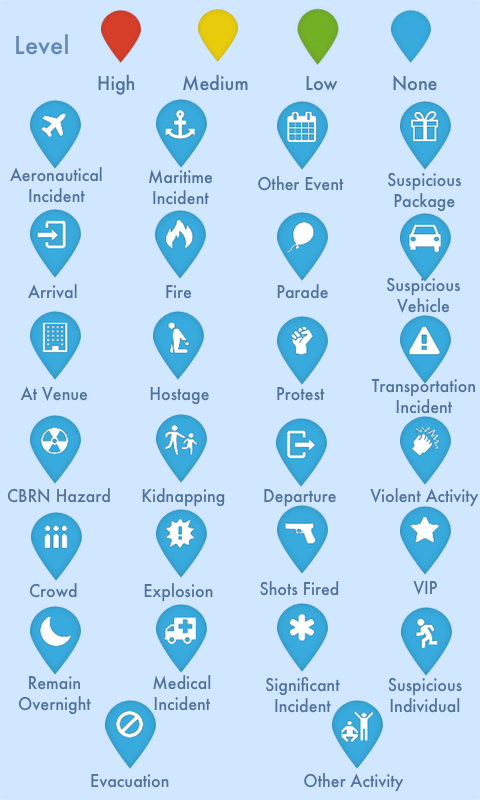 Level
High
Medium
Low
None
Aeronautical
Incident
Maritime
Incident
Other Event
Suspicious
Package
Arrival
Fire
Parade
Suspicious
Vehicle
At Venue
Hostage
Protest
Transportation
Incident
CBRN Hazard
Kidnapping
Departure
Violent Activity
Crowd
Explosion
Shots Fired
VIP
Remain
Overnight
Medical
Incident
Significant
Incident
Suspicious
Individual
Evacuation
Other Activity